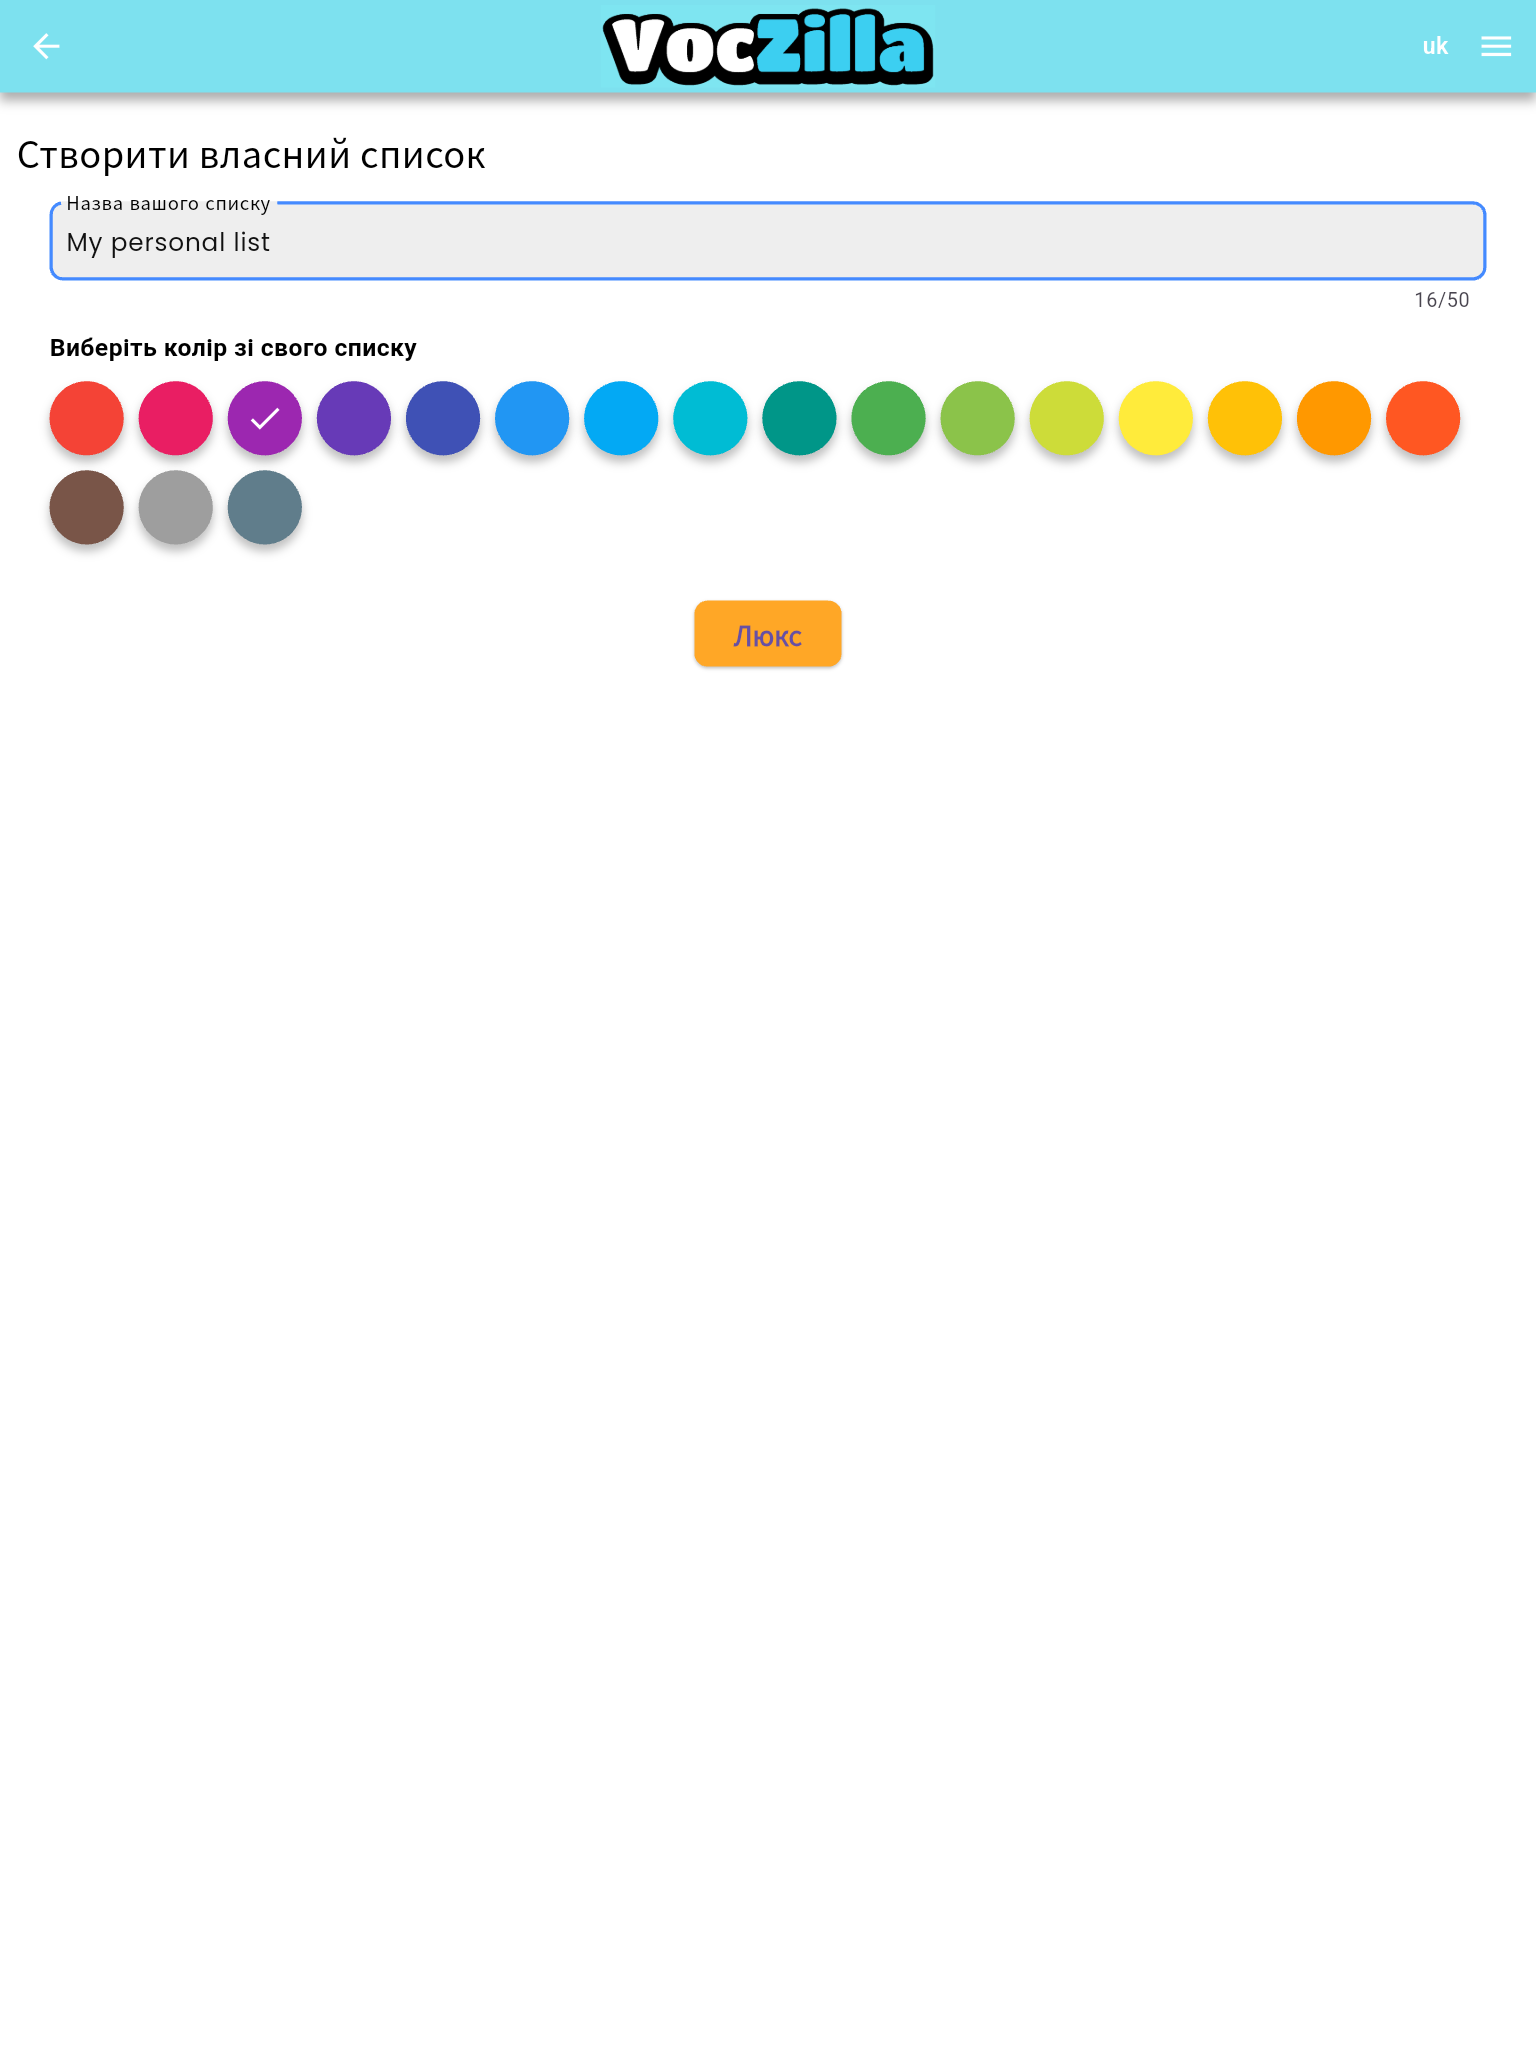 VocZilla
uk
Створити власний список
Назва вашого списку
My personal list
16/50
Виберіть колір зі свого списку
Люкс